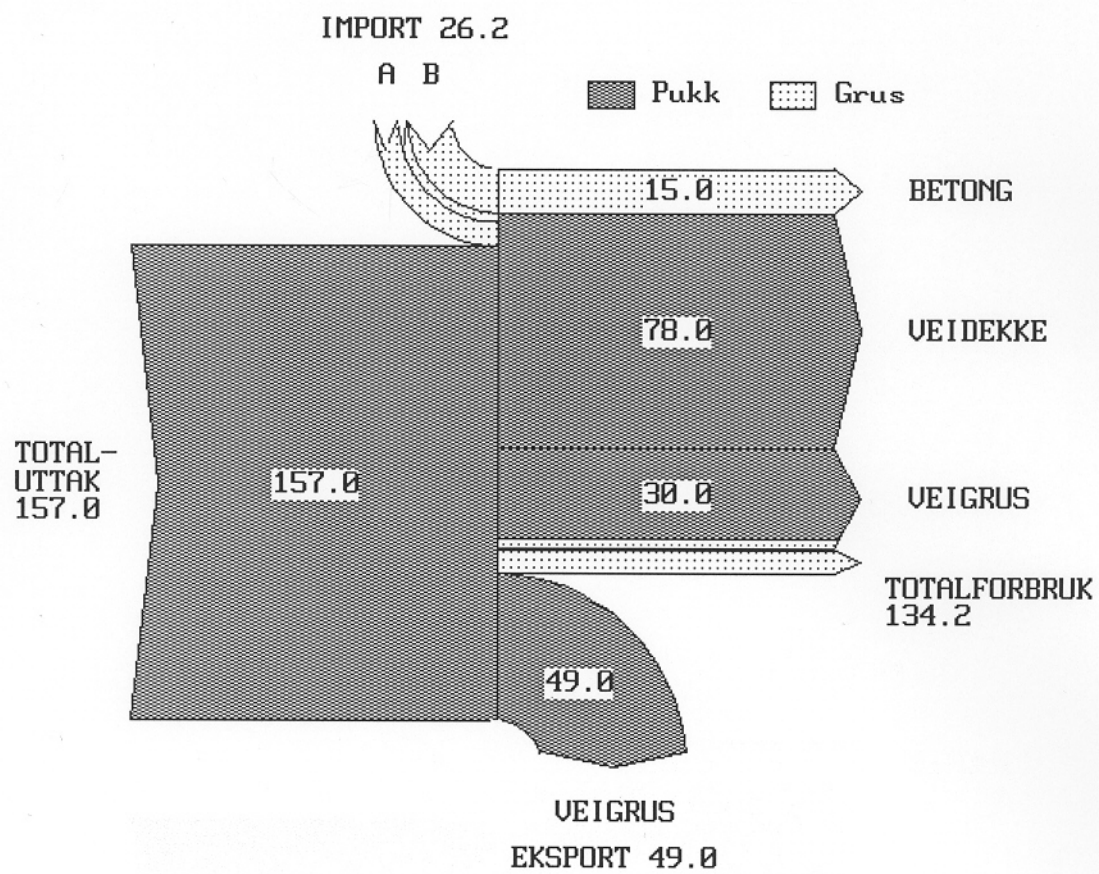 IMPORT 26.2
A B
Pukk Grus
15.0 BETONG
78.0 VEIDEKKE
TOTAL-
UTTAK
157.0
157.0
30.0 VEIGRUS
TOTALFORBRUK
134.2
49.0
VEIGRUS
EKSPORT 49.0